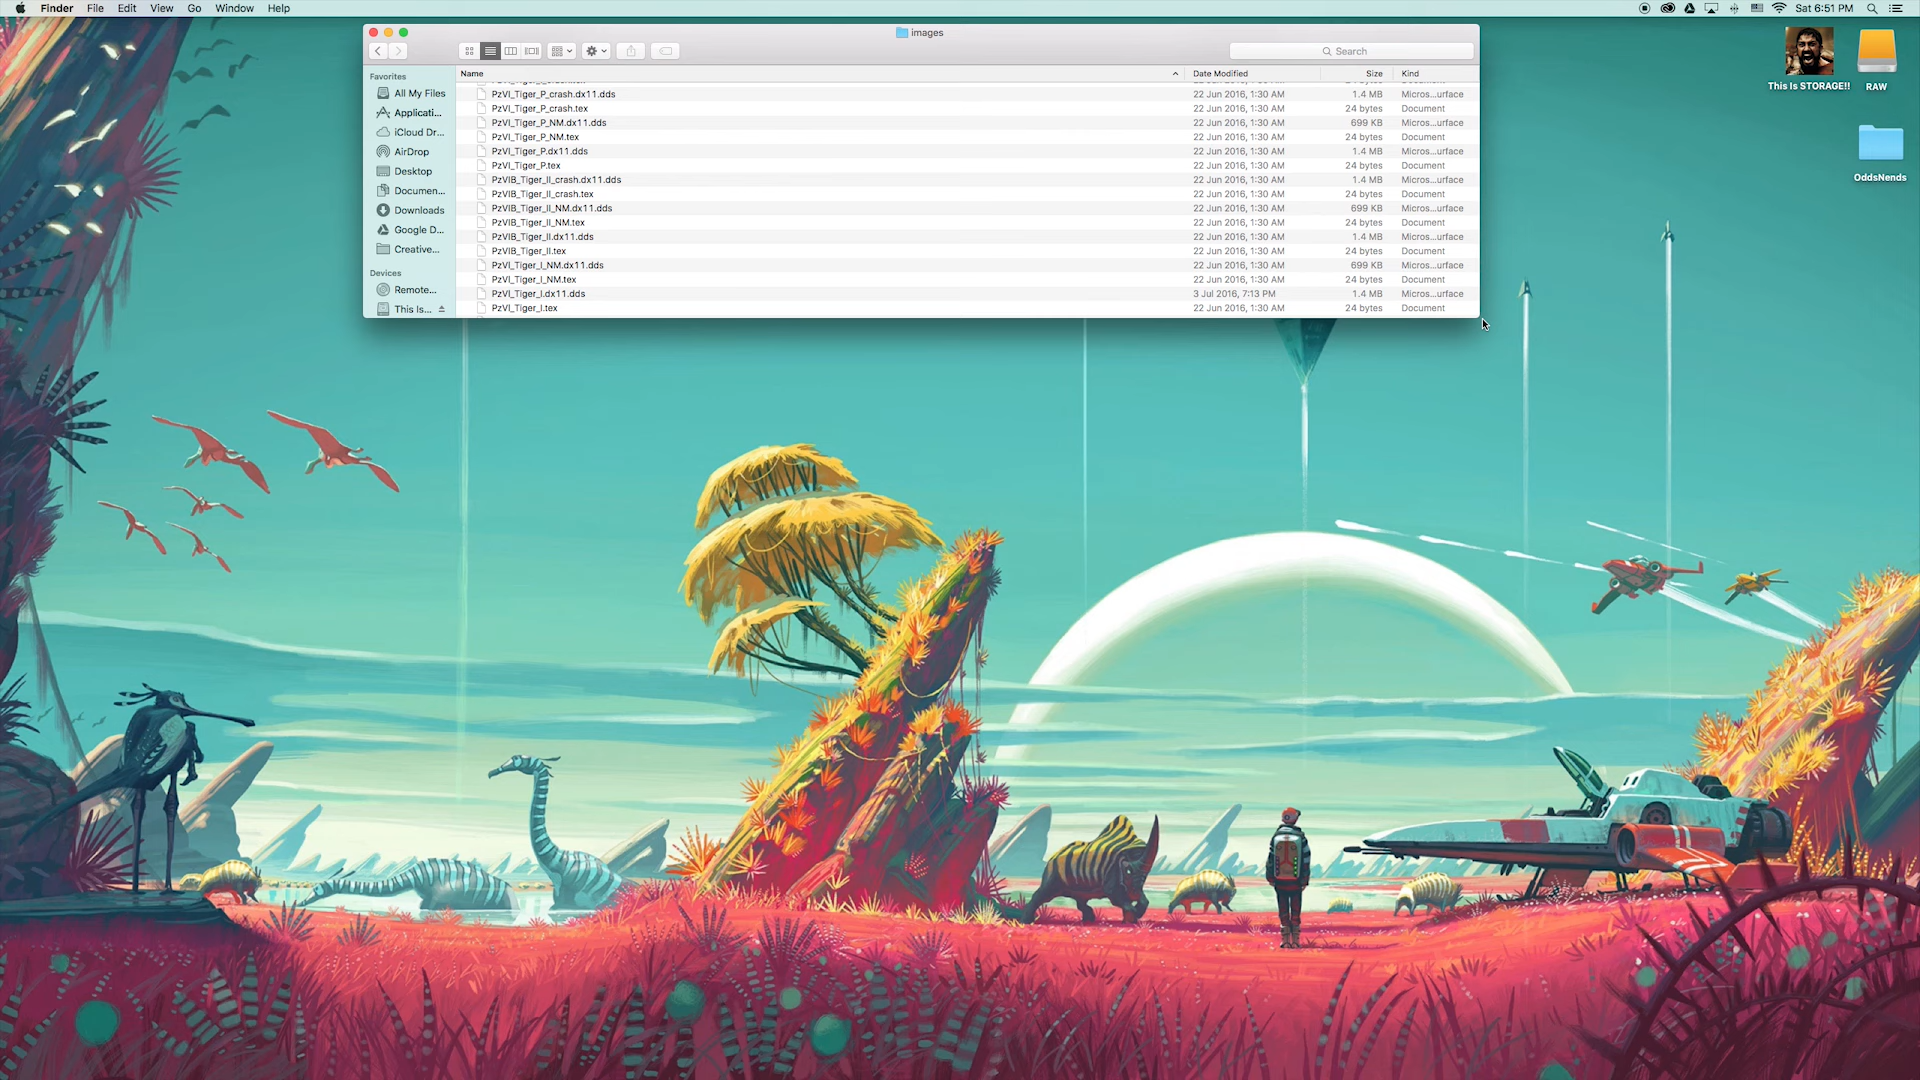 Finder File Edit View Go Window Help Sat 6:51 PM
images
Search
Name Date Modified Size Kind
Favorites
All My Files
Applicati...
iCloud Dr...
AirDrop
Desktop
Documen...
Downloads
Google D...
Creative...
Devices
Remote...
This Is...
PzVI_Tiger_P_crash.dx11.dds 22 Jun 2016, 1:30 AM 1.4 MB Micros...urface
PzVI_Tiger_P_crash.tex 22 Jun 2016, 1:30 AM 24 bytes Document
PzVI_Tiger_P_NM.dx11.dds 22 Jun 2016, 1:30 AM 699 KB Micros...urface
PzVI_Tiger_P_NM.tex 22 Jun 2016, 1:30 AM 24 bytes Document
PzVI_Tiger_P.dx11.dds 22 Jun 2016, 1:30 AM 1.4 MB Micros...urface
PzVI_Tiger_P.tex 22 Jun 2016, 1:30 AM 24 bytes Document
PzVIB_Tiger_II_crash.dx11.dds 22 Jun 2016, 1:30 AM 1.4 MB Micros...urface
PzVIB_Tiger_II_crash.tex 22 Jun 2016, 1:30 AM 24 bytes Document
PzVIB_Tiger_II_NM.dx11.dds 22 Jun 2016, 1:30 AM 699 KB Micros...urface
PzVIB_Tiger_II_NM.tex 22 Jun 2016, 1:30 AM 24 bytes Document
PzVIB_Tiger_II.dx11.dds 22 Jun 2016, 1:30 AM 1.4 MB Micros...urface
PzVIB_Tiger_II.tex 22 Jun 2016, 1:30 AM 24 bytes Document
PzVI_Tiger_I_NM.dx11.dds 22 Jun 2016, 1:30 AM 699 KB Micros...urface
PzVI_Tiger_I_NM.tex 22 Jun 2016, 1:30 AM 24 bytes Document
PzVI_Tiger_I.dx11.dds 3 Jul 2016, 7:13 PM 1.4 MB Micros...urface
PzVI_Tiger_I.tex 22 Jun 2016, 1:30 AM 24 bytes Document
This Is STORAGE!! RAW
OddsNends